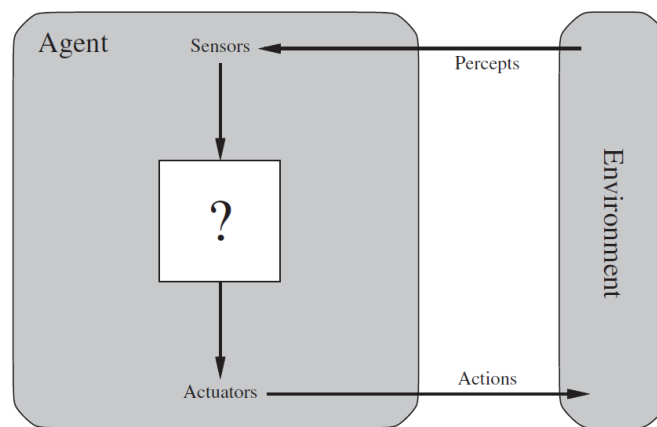 Agent
Sensors
Percepts
Environment
?
Actuators
Actions